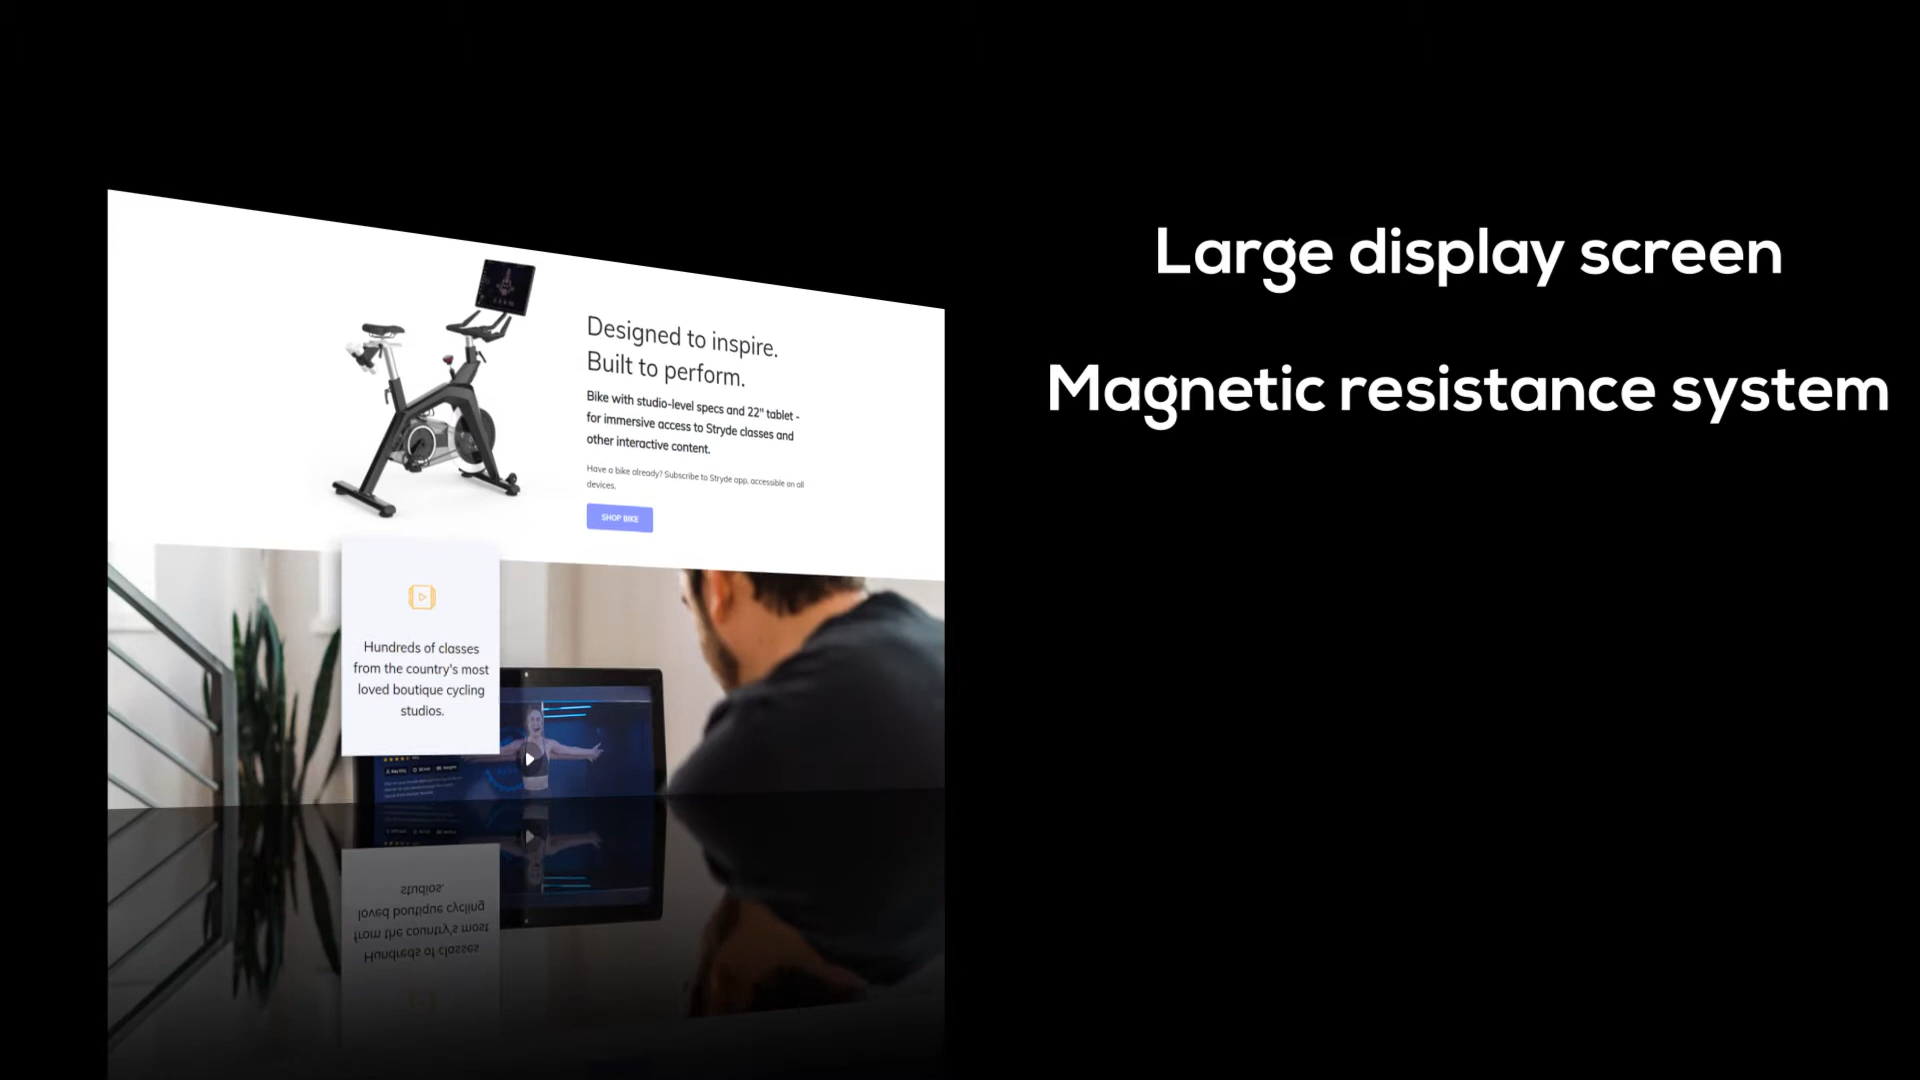 Large display screen
Magnetic resistance system
Designed to inspire.
Built to perform.
Bike with studio-level specs and 22" tablet -
for immersive access to Stryde classes and
other interactive content.
Have a bike already? Subscribe to Stryde app, accessible on all
devices.
SHOP BIKE
Hundreds of classes
from the country's most
loved boutique cycling
studios.